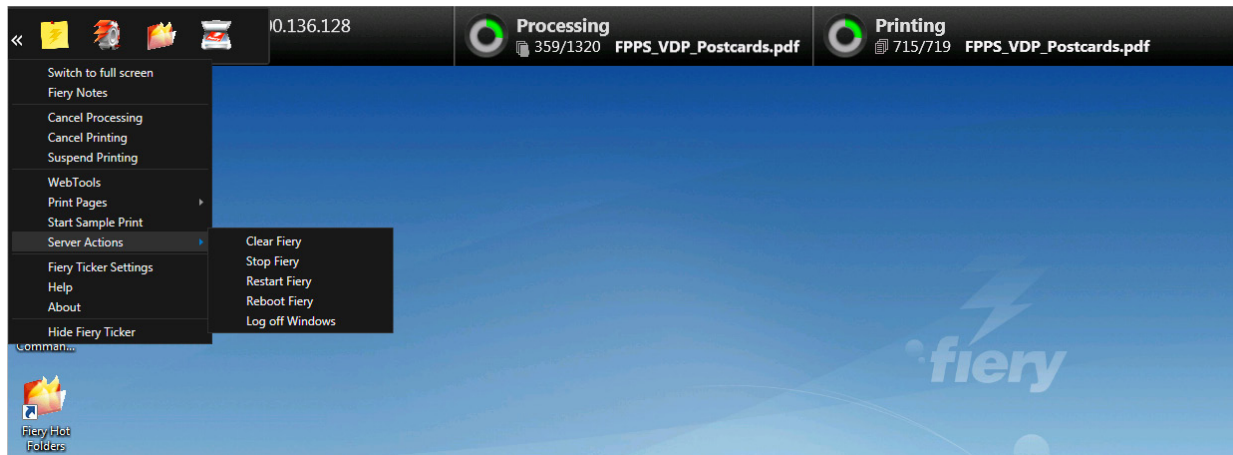 «
00.136.128
Processing
359/1320 FPPS_VDP_Postcards.pdf
Printing
715/719 FPPS_VDP_Postcards.pdf
Switch to full screen
Fiery Notes
Cancel Processing
Cancel Printing
Suspend Printing
WebTools
Print Pages
Start Sample Print
Server Actions
Clear Fiery
Stop Fiery
Restart Fiery
Reboot Fiery
Log off Windows
Fiery Ticker Settings
Help
About
Hide Fiery Ticker
Comman...
Fiery Hot
Folders
fiery